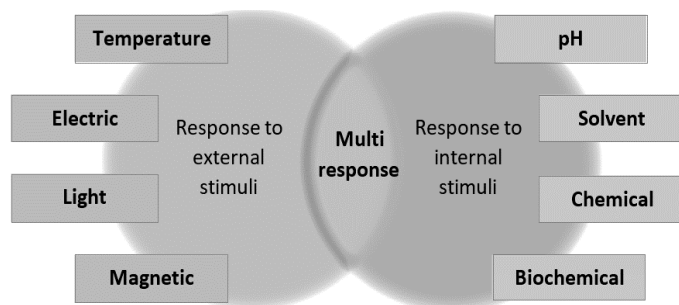 Temperature
Electric
Light
Magnetic
Response to
external
stimuli
Multi
response
Response to
internal
stimuli
pH
Solvent
Chemical
Biochemical